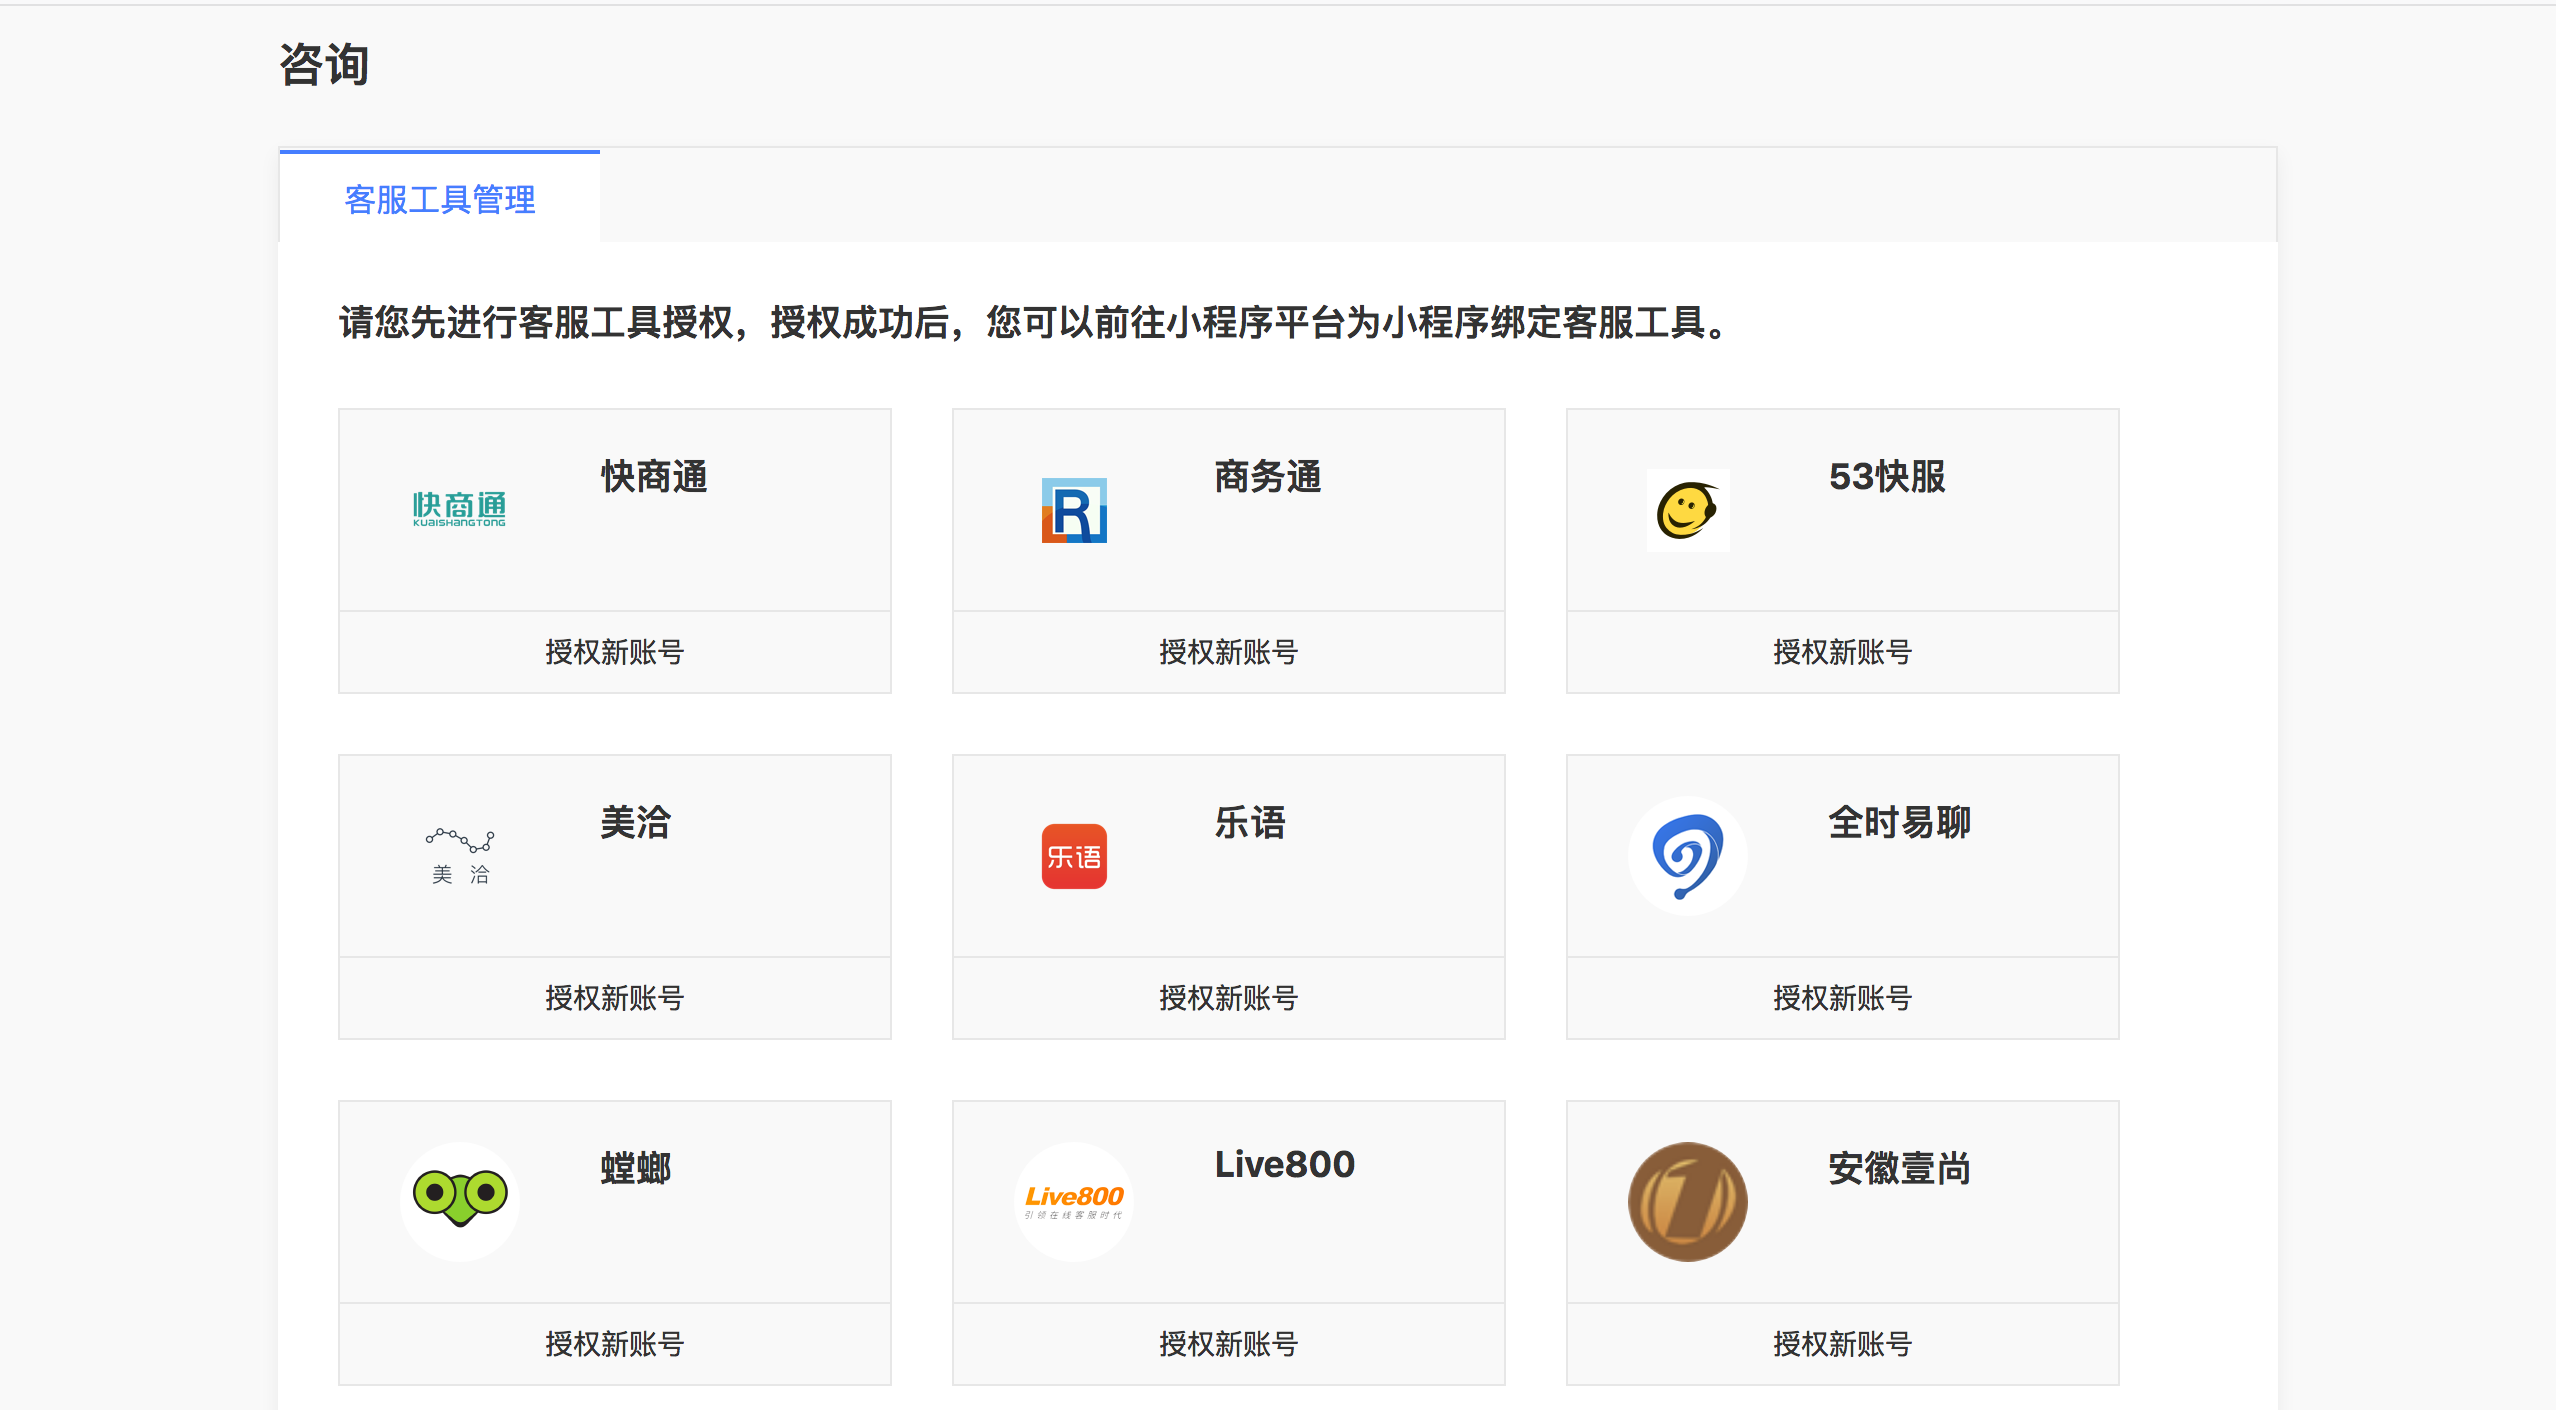 咨询
客服工具管理
请您先进行客服工具授权，授权成功后，您可以前往小程序平台为小程序绑定客服工具。
快商通
KUAISHANGTONG
快商通
商务通
53快服
授权新账号
授权新账号
授权新账号
美洽
美洽
乐语
乐语
全时易聊
授权新账号
授权新账号
授权新账号
螳螂
Live800
引领在线客服时代
Live800
安徽壹尚
授权新账号
授权新账号
授权新账号